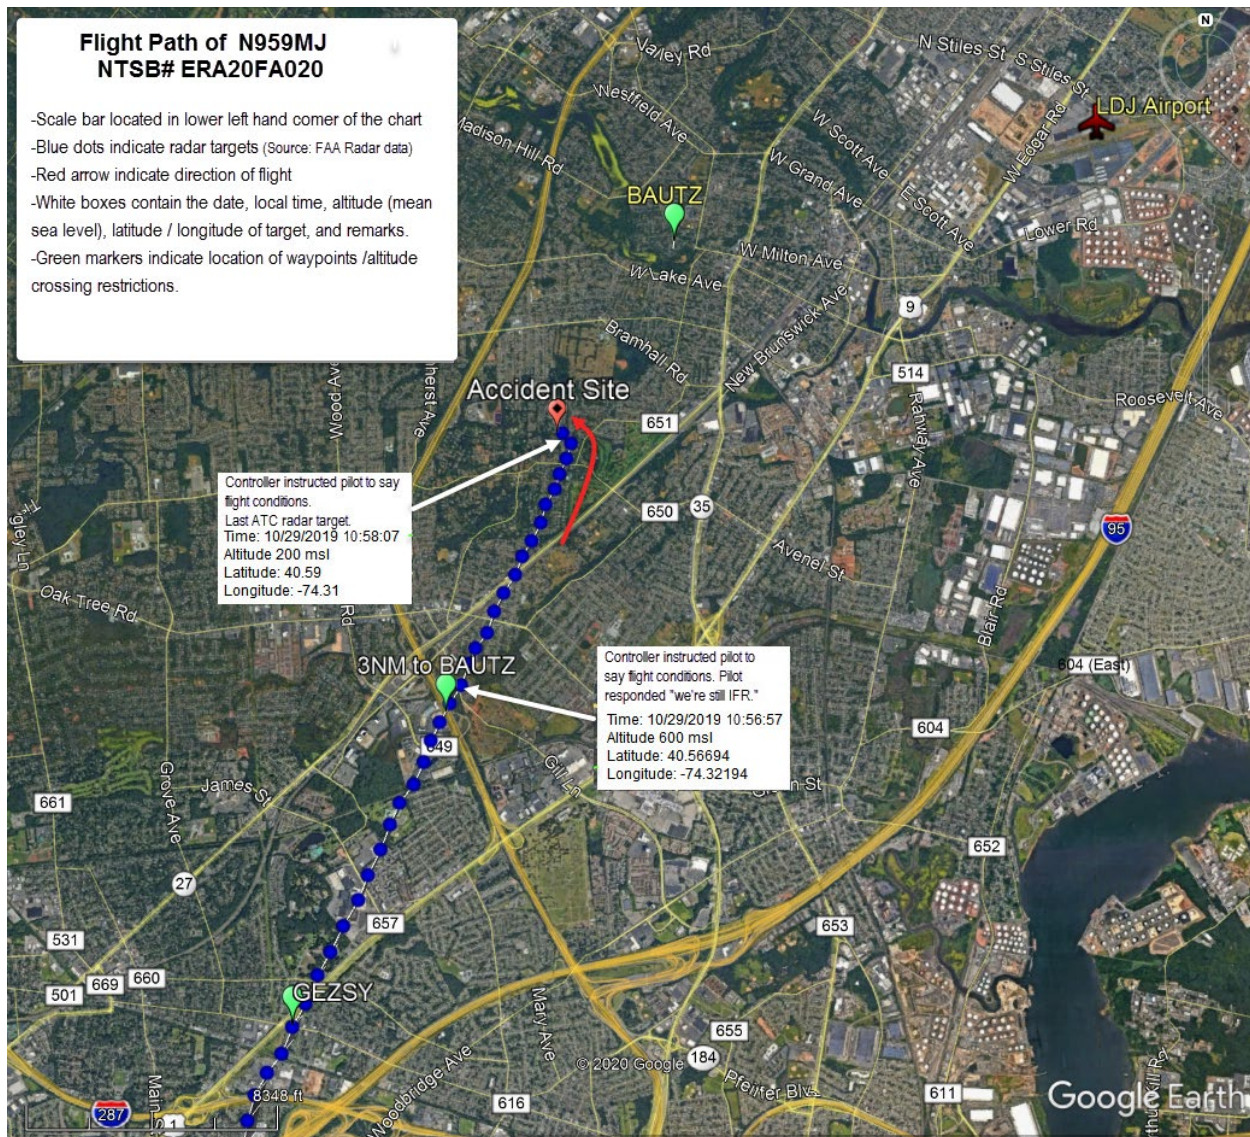 Flight Path of N959MJ
NTSB# ERA20FA020
-Scale bar located in lower left hand corner of the chart
-Blue dots indicate radar targets (Source: FAA Radar data)
-Red arrow indicate direction of flight
-White boxes contain the date, local time, altitude (mean
sea level), latitude / longitude of target, and remarks.
-Green markers indicate location of waypoints /altitude
crossing restrictions.
N
Valley Rd
N Stiles St
S Stiles St
Westfield Ave
LDJ Airport
Madison Hill Rd
W Scott Ave
W Edgar Rd
W Grand Ave
BAUTZ
E Scott Ave
Lower Rd
W Milton Ave
W Lake Ave
9
New Brunswick Ave
Bramhall Rd
514
Wood Ave
Accident Site
Roosevelt Ave
651
Rahway Ave
Controller instructed pilot to say
flight conditions.
Last ATC radar target.
Time: 10/29/2019 10:58:07
Altitude 200 msl
Latitude: 40.59
Longitude: -74.31
650
35
95
Avenel St
Oak Tree Rd
Rd
Blair Rd
3NM to BAUTZ
604 (East)
Controller instructed pilot to
say flight conditions. Pilot
responded "we're still IFR."
Time: 10/29/2019 10:56:57
Altitude 600 msl
Latitude: 40.56694
Longitude: -74.32194
604
649
Gill Ln
James St
661
Grove Ave
652
27
657
653
531
660
669
501
GEZSY
Mary Ave
655
© 2020 Google
184
Pfeiffer Blv
Woodbridge Ave
Main St
8348 ft
287
1
616
611
Google Earth